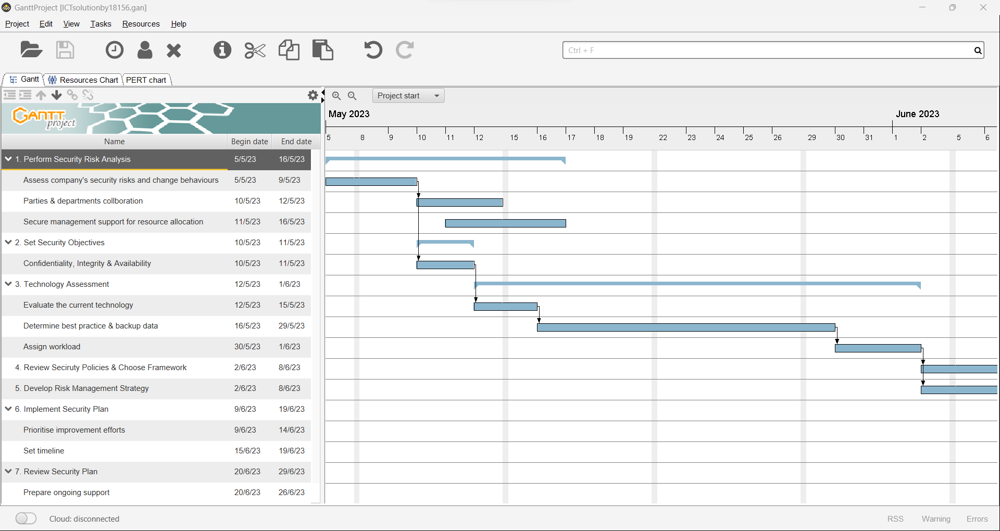 GanttProject [ICTsolutionby18156.gan]
Project Edit View Tasks Resources Help
Ctrl + F
Gantt Resources Chart PERT chart
Project start
GANTT project
May 2023 June 2023
5 8 9 10 11 12 15 16 17 18 19 22 23 24 25 26 29 30 31 1 2 5 6
Name Begin date End date
1. Perform Security Risk Analysis 5/5/23 16/5/23
Assess company's security risks and change behaviours 5/5/23 9/5/23
Parties & departments collboration 10/5/23 12/5/23
Secure management support for resource allocation 11/5/23 16/5/23
2. Set Security Objectives 10/5/23 11/5/23
Confidentiality, Integrity & Availability 10/5/23 11/5/23
3. Technology Assessment 12/5/23 1/6/23
Evaluate the current technology 12/5/23 15/5/23
Determine best practice & backup data 16/5/23 29/5/23
Assign workload 30/5/23 1/6/23
4. Review Seciruty Policies & Choose Framework 2/6/23 8/6/23
5. Develop Risk Management Strategy 2/6/23 8/6/23
6. Implement Security Plan 9/6/23 19/6/23
Prioritise improvement efforts 9/6/23 14/6/23
Set timeline 15/6/23 19/6/23
7. Review Security Plan 20/6/23 29/6/23
Prepare ongoing support 20/6/23 26/6/23
Cloud: disconnected RSS Warning Errors